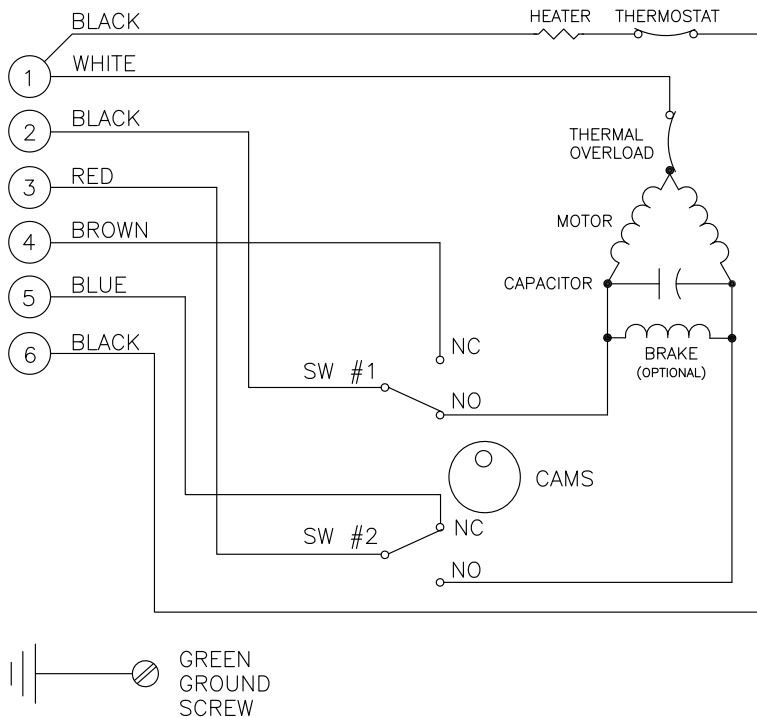 BLACK
HEATER THERMOSTAT
1 WHITE
2 BLACK
THERMAL
OVERLOAD
3 RED
MOTOR
4 BROWN
CAPACITOR
5 BLUE
6 BLACK
NC
BRAKE
(OPTIONAL)
SW #1
NO
CAMS
NC
SW #2
NO
GREEN
GROUND
SCREW